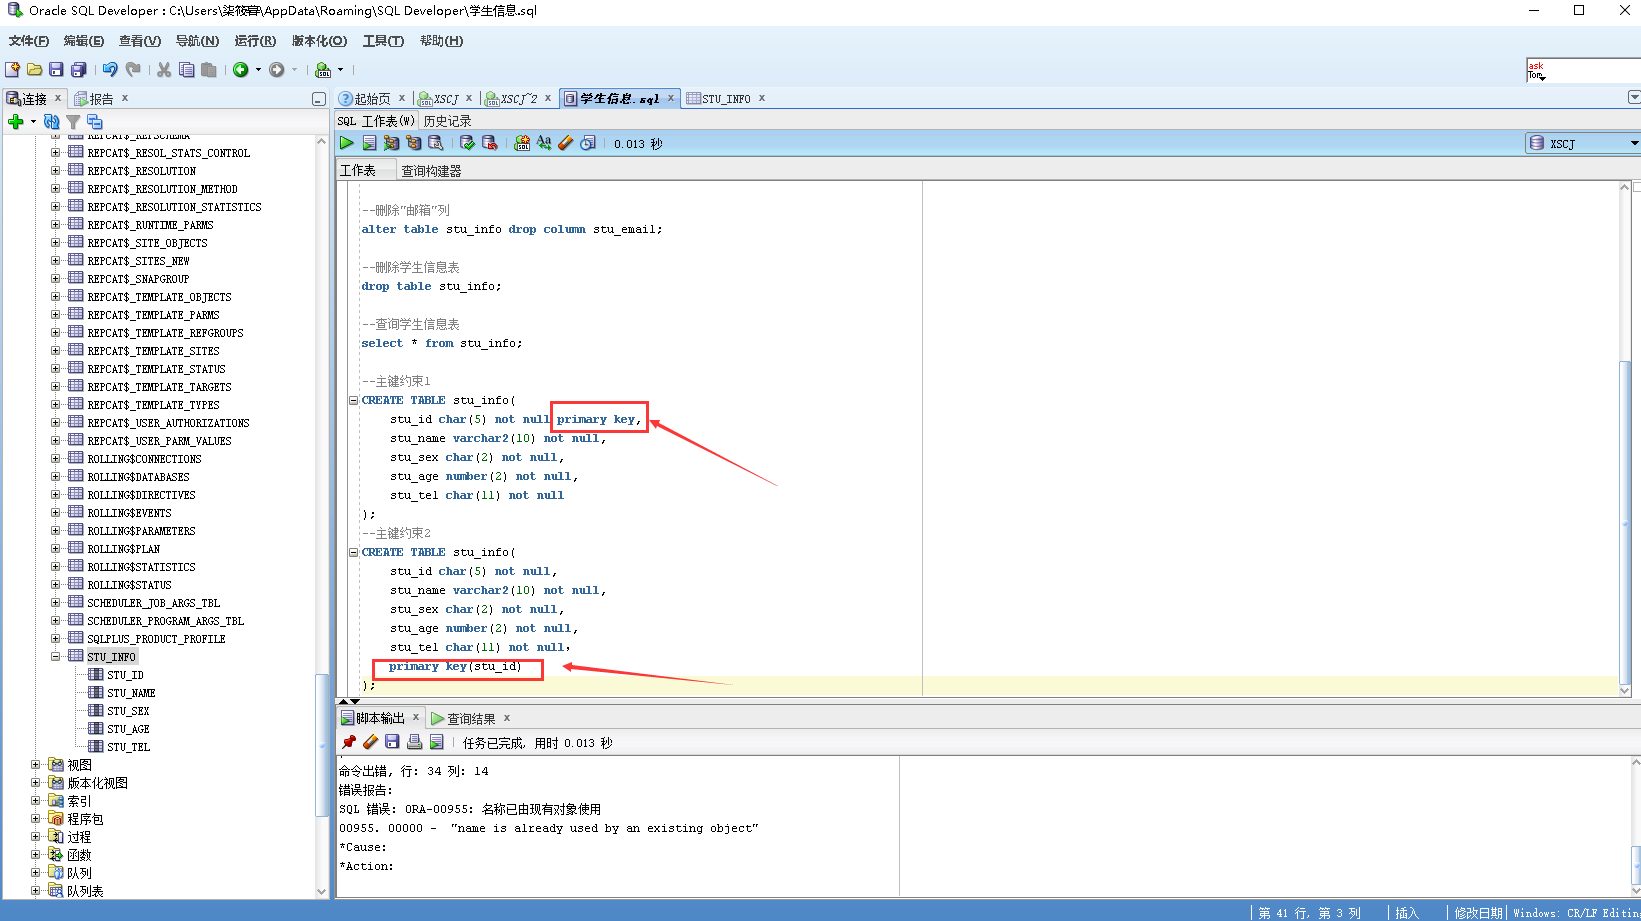 Oracle SQL Developer : C:\Users\柒筱暮\AppData\Roaming\SQL Developer\学生信息.sql
文件(F) 编辑(E) 查看(V) 导航(N) 运行(R) 版本化(O) 工具(T) 帮助(H)
ask
Tom
连接 x 报告 x
起始页 x XSCJ x XSCJ~2 x 学生信息.sql x STU_INFO x
SQL 工作表(W) 历史记录
0.013 秒
XSCJ
工作表 查询构建器
REPCAT$_REPSCHEMA
REPCAT$_RESOL_STATS_CONTROL
REPCAT$_RESOLUTION
REPCAT$_RESOLUTION_METHOD
REPCAT$_RESOLUTION_STATISTICS
REPCAT$_RUNTIME_PARMS
REPCAT$_SITE_OBJECTS
REPCAT$_SITES_NEW
REPCAT$_SNAPGROUP
REPCAT$_TEMPLATE_OBJECTS
REPCAT$_TEMPLATE_PARMS
REPCAT$_TEMPLATE_REFGROUPS
REPCAT$_TEMPLATE_SITES
REPCAT$_TEMPLATE_STATUS
REPCAT$_TEMPLATE_TARGETS
REPCAT$_TEMPLATE_TYPES
REPCAT$_USER_AUTHORIZATIONS
REPCAT$_USER_PARM_VALUES
ROLLING$CONNECTIONS
ROLLING$DATABASES
ROLLING$DIRECTIVES
ROLLING$EVENTS
ROLLING$PARAMETERS
ROLLING$PLAN
ROLLING$STATISTICS
ROLLING$STATUS
SCHEDULER_JOB_ARGS_TBL
SCHEDULER_PROGRAM_ARGS_TBL
SQLPLUS_PRODUCT_PROFILE
STU_INFO
STU_ID
STU_NAME
STU_SEX
STU_AGE
STU_TEL
视图
版本化视图
索引
程序包
过程
函数
队列
队列表
--删除"邮箱"列
alter table stu_info drop column stu_email;
--删除学生信息表
drop table stu_info;
--查询学生信息表
select * from stu_info;
--主键约束1
CREATE TABLE stu_info(
stu_id char(5) not null primary key,
stu_name varchar2(10) not null,
stu_sex char(2) not null,
stu_age number(2) not null,
stu_tel char(11) not null
);
--主键约束2
CREATE TABLE stu_info(
stu_id char(5) not null,
stu_name varchar2(10) not null,
stu_sex char(2) not null,
stu_age number(2) not null,
stu_tel char(11) not null,
primary key(stu_id)
);
脚本输出 x 查询结果 x
任务已完成, 用时 0.013 秒
命令出错, 行: 34 列: 14
错误报告:
SQL 错误: ORA-00955: 名称已由现有对象使用
00955. 00000 - "name is already used by an existing object"
*Cause:
*Action:
第 41 行, 第 3 列 插入 修改日期 Windows: CR/LF Editing